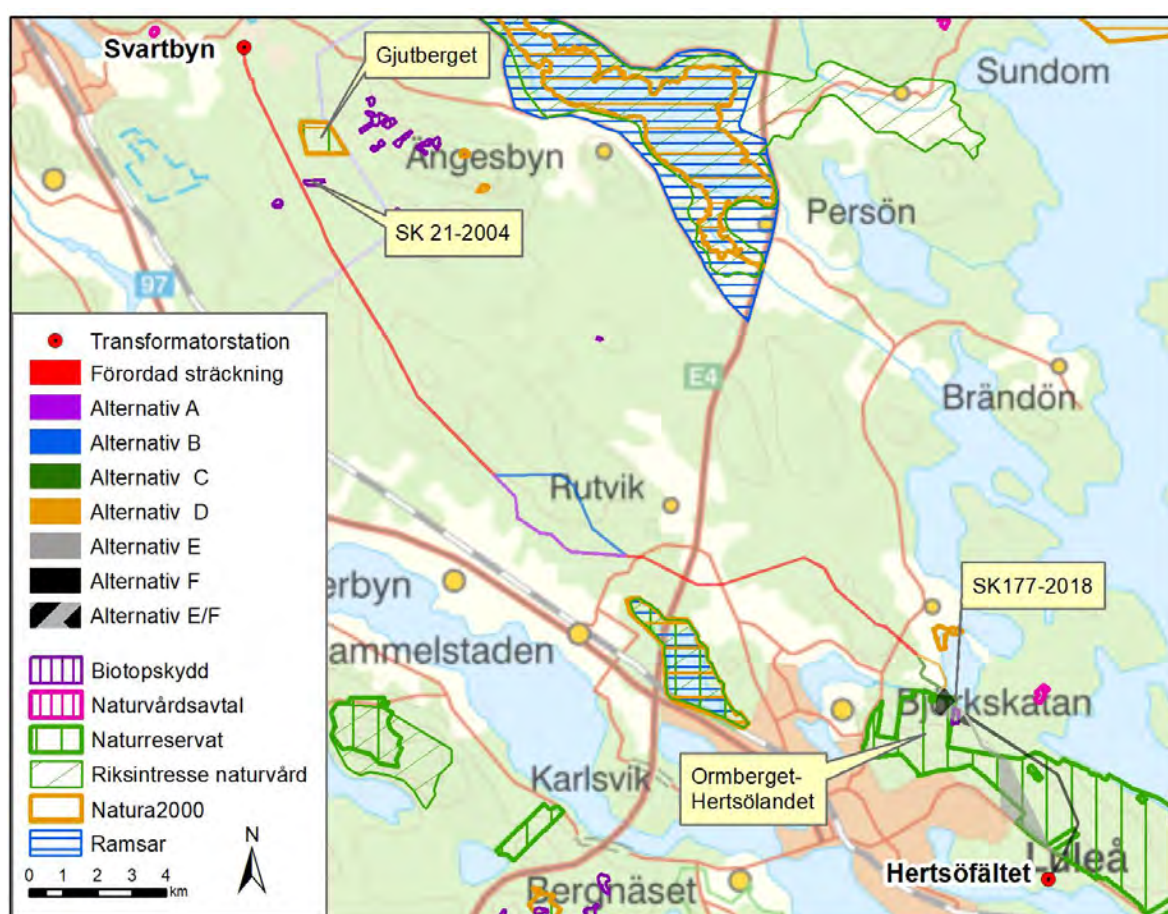 Svartbyn
Gjutberget
Sundom
Ängesbyn
Persön
SK 21-2004
97
E4
Brändön
Rutvik
SK177-2018
erbyn
ammelstaden
Björkskatan
Karlsvik
Ormberget-
Hertsölandet
Luleå
Hertsöfältet
Bergnäset
Transformatorstation
Förordad sträckning
Alternativ A
Alternativ B
Alternativ C
Alternativ D
Alternativ E
Alternativ F
Alternativ E/F
Biotopskydd
Naturvårdsavtal
Naturreservat
Riksintresse naturvård
Natura2000
Ramsar
N
0 1 2 3 4
km